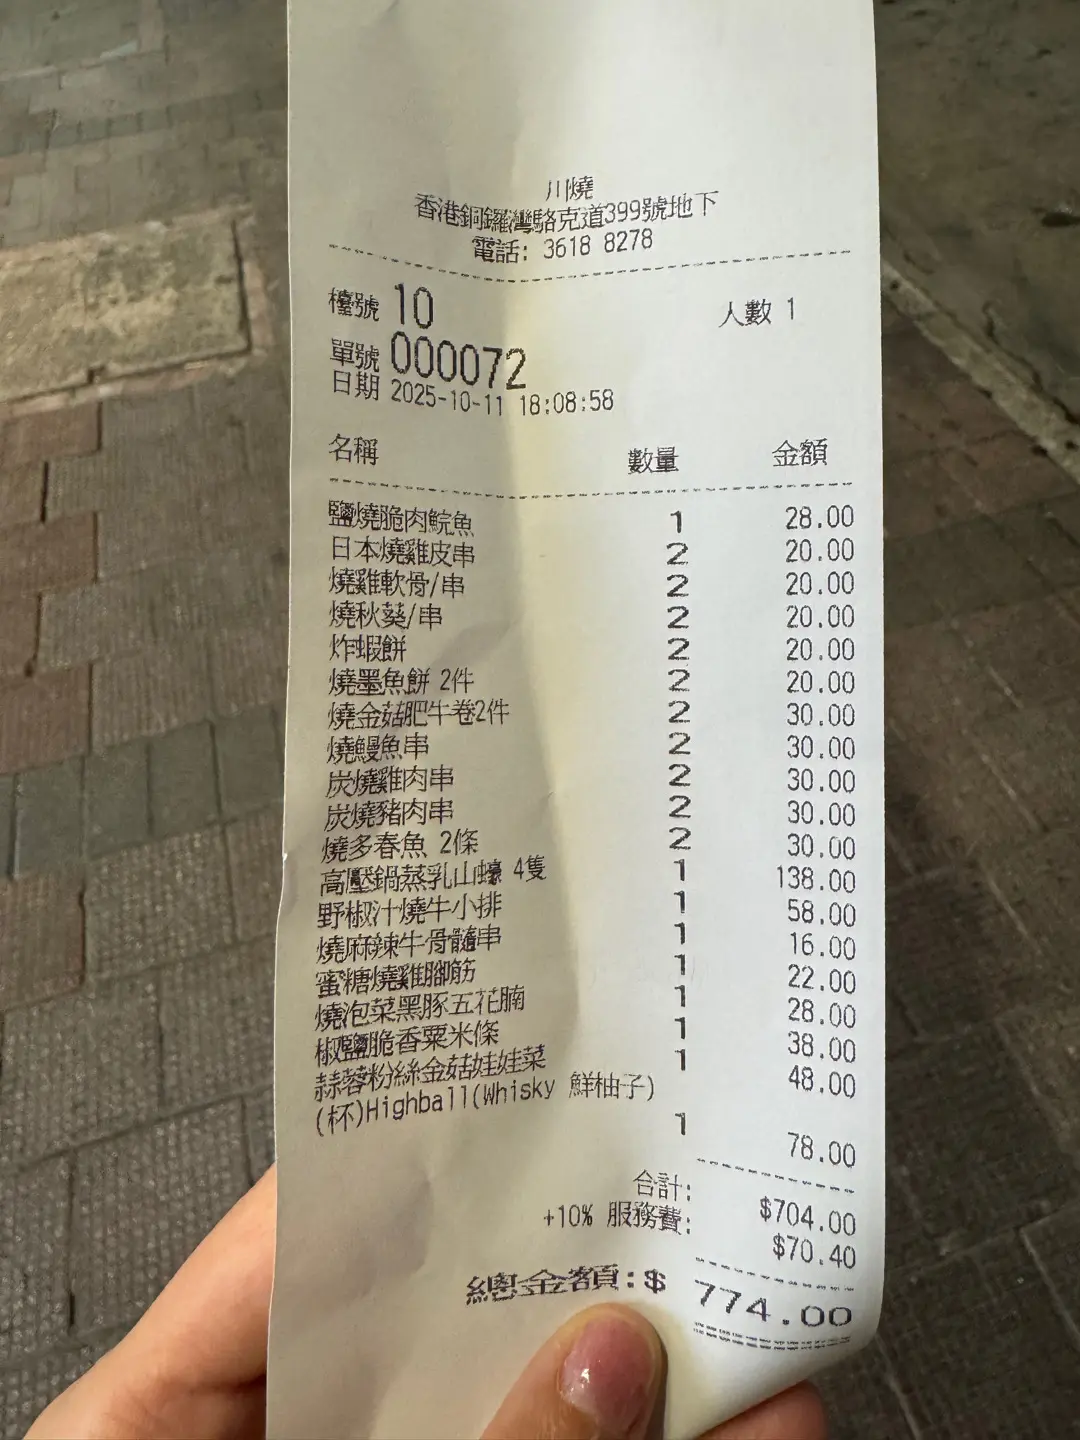 川燒
香港銅鑼灣駱克道399號地下
電話: 3618 8278
檯號 10 人數 1
單號 000072
日期 2025-10-11 18:08:58
名稱 數量 金額
鹽燒脆肉鯇魚 1 28.00
日本燒雞皮串 2 20.00
燒雞軟骨/串 2 20.00
燒秋葵/串 2 20.00
炸蝦餅 2 20.00
燒墨魚餅 2件 2 20.00
燒金菇肥牛卷2件 2 30.00
燒鰻魚串 2 30.00
炭燒雞肉串 2 30.00
炭燒豬肉串 2 30.00
燒多春魚 2條 2 30.00
高壓鍋蒸乳山蠔 4隻 1 138.00
野椒汁燒牛小排 1 58.00
燒麻辣牛骨髓串 1 16.00
蜜糖燒雞腳筋 1 22.00
燒泡菜黑豚五花腩 1 28.00
椒鹽脆香粟米條 1 38.00
蒜蓉粉絲金菇娃娃菜 1 48.00
(杯)Highball(Whisky 鮮柚子)
1 78.00
合計: $704.00
+10% 服務費: $70.40
總金額:$ 774.00